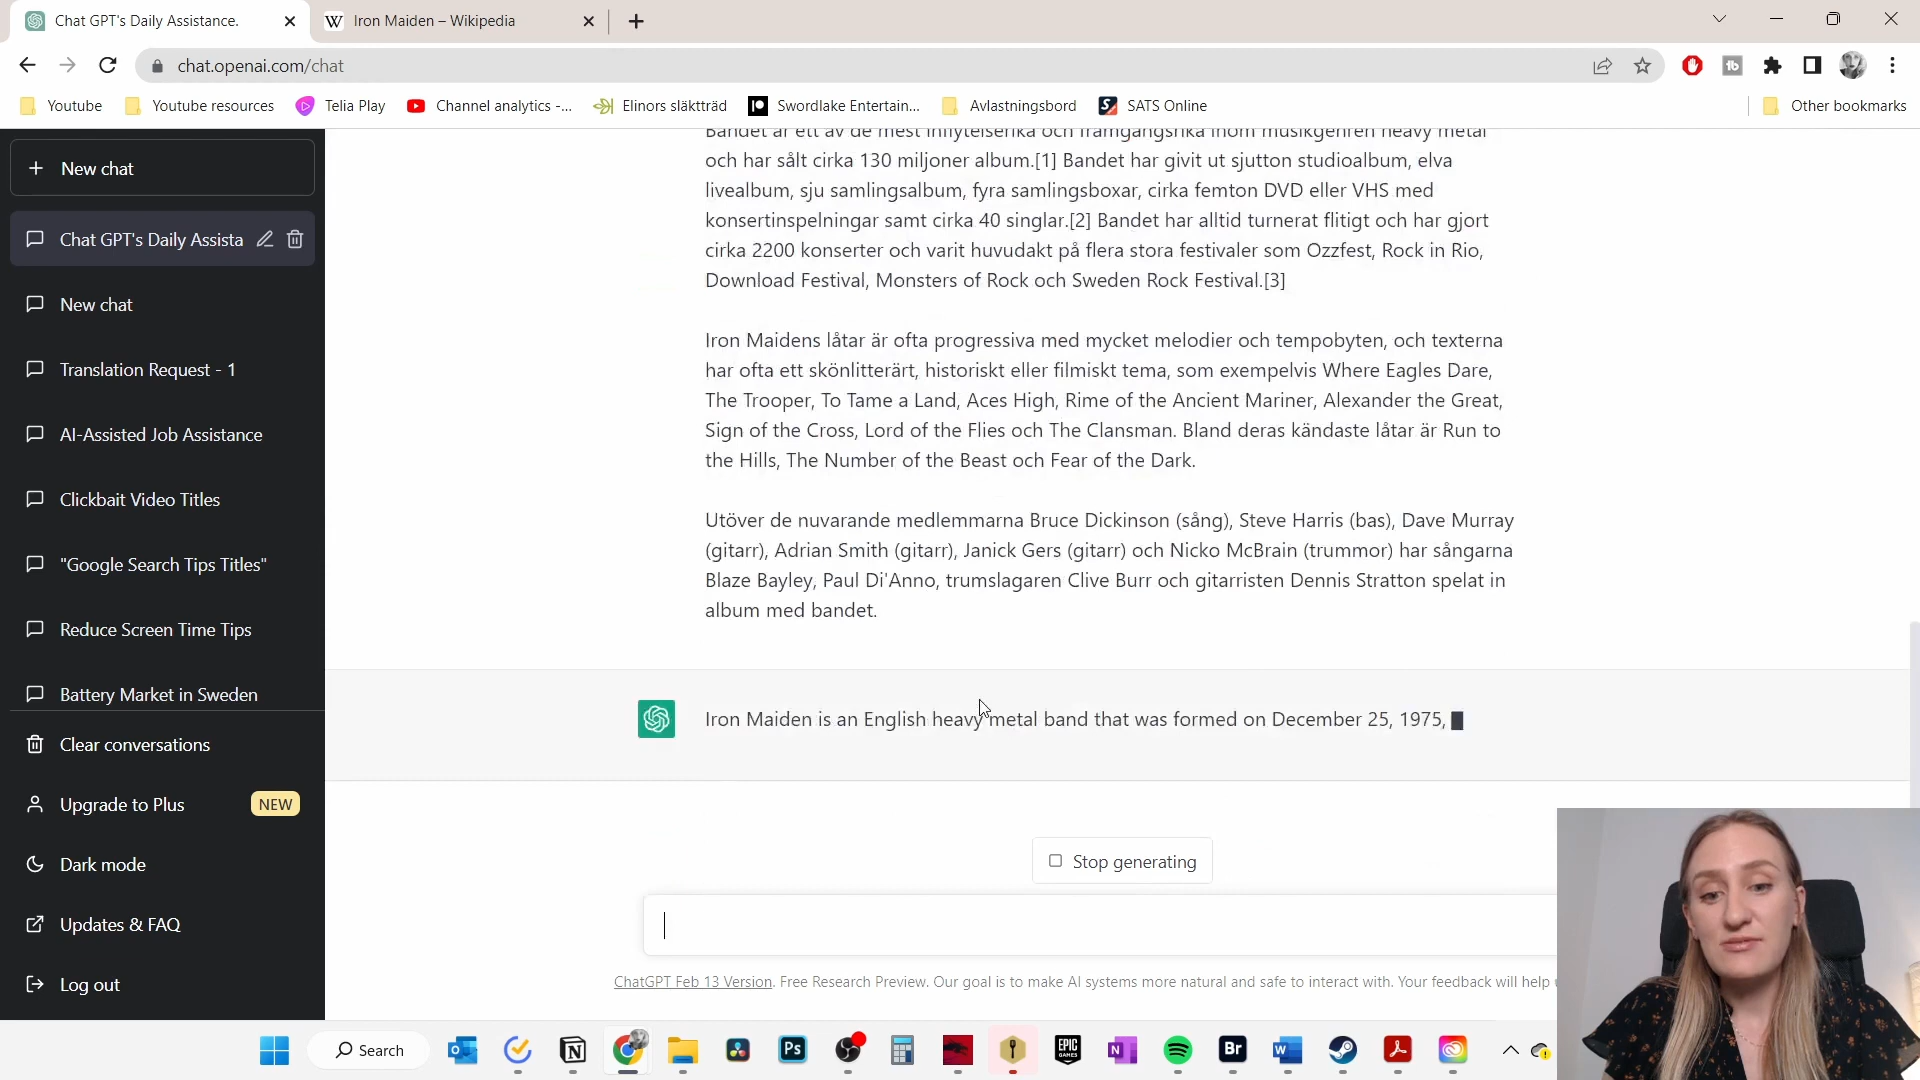 Chat GPT's Daily Assistance.
Iron Maiden – Wikipedia
chat.openai.com/chat
Youtube
Youtube resources
Telia Play
Channel analytics -...
Elinors släktträd
Swordlake Entertain...
Avlastningsbord
SATS Online
Other bookmarks
New chat
Chat GPT's Daily Assista
New chat
Translation Request - 1
AI-Assisted Job Assistance
Clickbait Video Titles
"Google Search Tips Titles"
Reduce Screen Time Tips
Battery Market in Sweden
Clear conversations
Upgrade to Plus NEW
Dark mode
Updates & FAQ
Log out
Bandet är ett av de mest inflytelserika och framgångsrika inom musikgenren heavy metal
och har sålt cirka 130 miljoner album.[1] Bandet har givit ut sjutton studioalbum, elva
livealbum, sju samlingsalbum, fyra samlingsboxar, cirka femton DVD eller VHS med
konsertinspelningar samt cirka 40 singlar.[2] Bandet har alltid turnerat flitigt och har gjort
cirka 2200 konserter och varit huvudakt på flera stora festivaler som Ozzfest, Rock in Rio,
Download Festival, Monsters of Rock och Sweden Rock Festival.[3]
Iron Maidens låtar är ofta progressiva med mycket melodier och tempobyten, och texterna
har ofta ett skönlitterärt, historiskt eller filmiskt tema, som exempelvis Where Eagles Dare,
The Trooper, To Tame a Land, Aces High, Rime of the Ancient Mariner, Alexander the Great,
Sign of the Cross, Lord of the Flies och The Clansman. Bland deras kändaste låtar är Run to
the Hills, The Number of the Beast och Fear of the Dark.
Utöver de nuvarande medlemmarna Bruce Dickinson (sång), Steve Harris (bas), Dave Murray
(gitarr), Adrian Smith (gitarr), Janick Gers (gitarr) och Nicko McBrain (trummor) har sångarna
Blaze Bayley, Paul Di'Anno, trumslagaren Clive Burr och gitarristen Dennis Stratton spelat in
album med bandet.
Iron Maiden is an English heavy metal band that was formed on December 25, 1975,
Stop generating
ChatGPT Feb 13 Version. Free Research Preview. Our goal is to make AI systems more natural and safe to interact with. Your feedback will help
Search